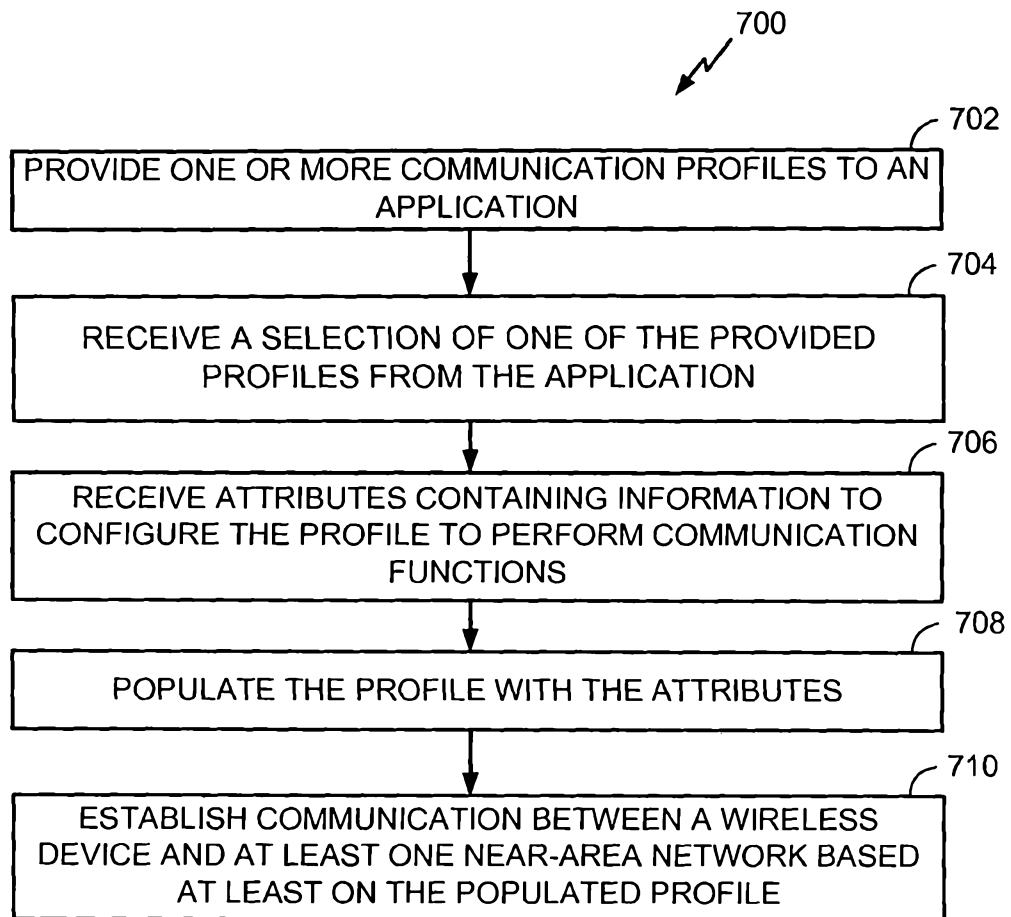 700
702
PROVIDE ONE OR MORE COMMUNICATION PROFILES TO AN
APPLICATION
704
RECEIVE A SELECTION OF ONE OF THE PROVIDED
PROFILES FROM THE APPLICATION
706
RECEIVE ATTRIBUTES CONTAINING INFORMATION TO
CONFIGURE THE PROFILE TO PERFORM COMMUNICATION
FUNCTIONS
708
POPULATE THE PROFILE WITH THE ATTRIBUTES
710
ESTABLISH COMMUNICATION BETWEEN A WIRELESS
DEVICE AND AT LEAST ONE NEAR-AREA NETWORK BASED
AT LEAST ON THE POPULATED PROFILE